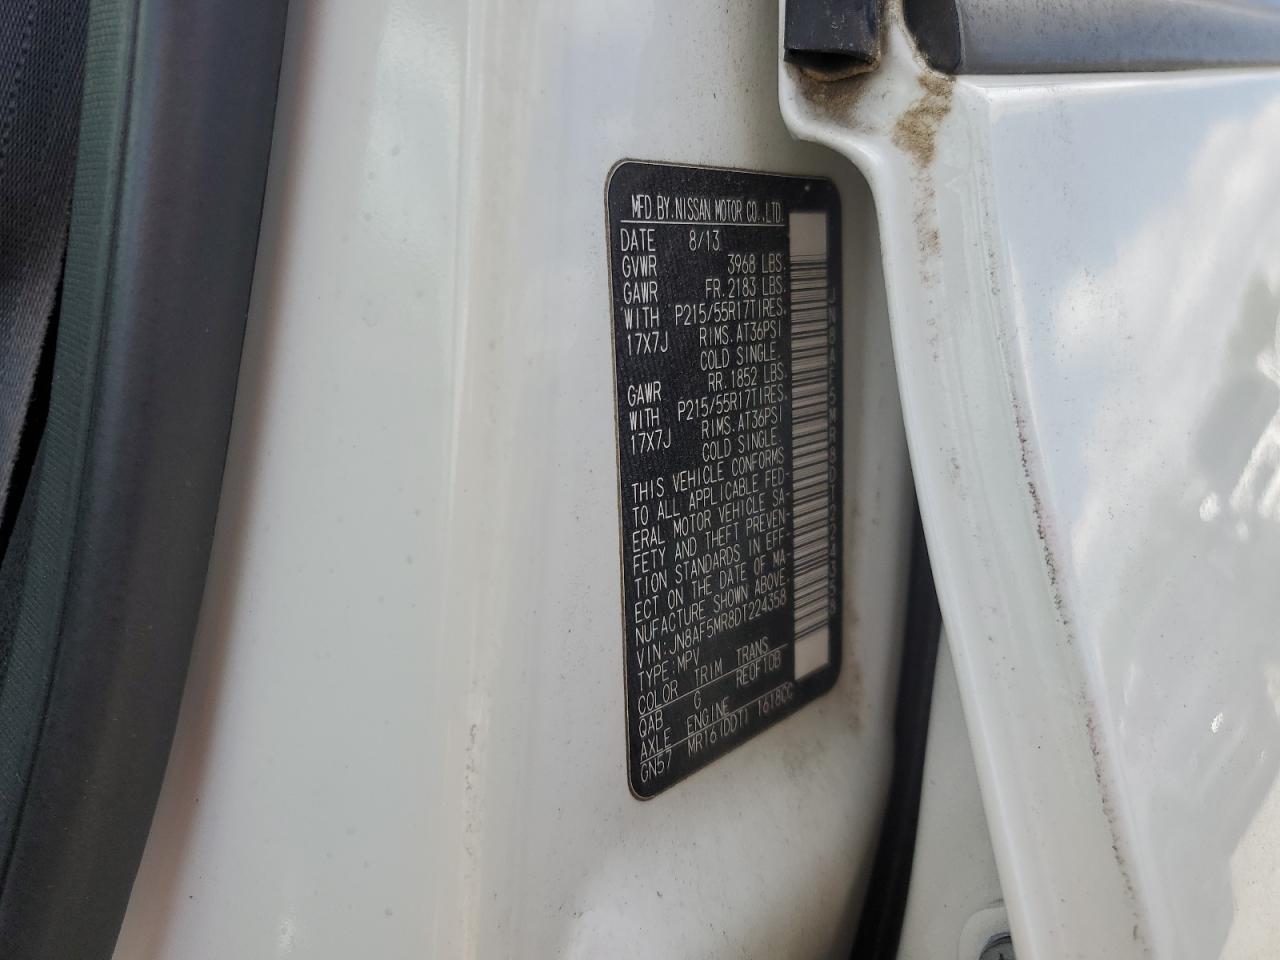 MFD BY.NISSAN MOTOR CO.,LTD.
DATE 8/13
GVWR 3968 LBS.
GAWR FR.2183 LBS.
WITH P215/55R17TIRES.
17X7J RIMS.AT36PSI
COLD SINGLE.
GAWR RR.1852 LBS.
WITH P215/55R17TIRES.
17X7J RIMS.AT36PSI
COLD SINGLE.
THIS VEHICLE CONFORMS
TO ALL APPLICABLE FED-
ERAL MOTOR VEHICLE SA-
FETY AND THEFT PREVEN-
TION STANDARDS IN EFF-
ECT ON THE DATE OF MA-
NUFACTURE SHOWN ABOVE.
VIN:JN8AF5MR8DT224358
TYPE:MPV
COLOR TRIM TRANS
QAB G RE0F10B
AXLE ENGINE
GN57 MR16(DDT) 1618CC
JN8AF5MR8DT224358